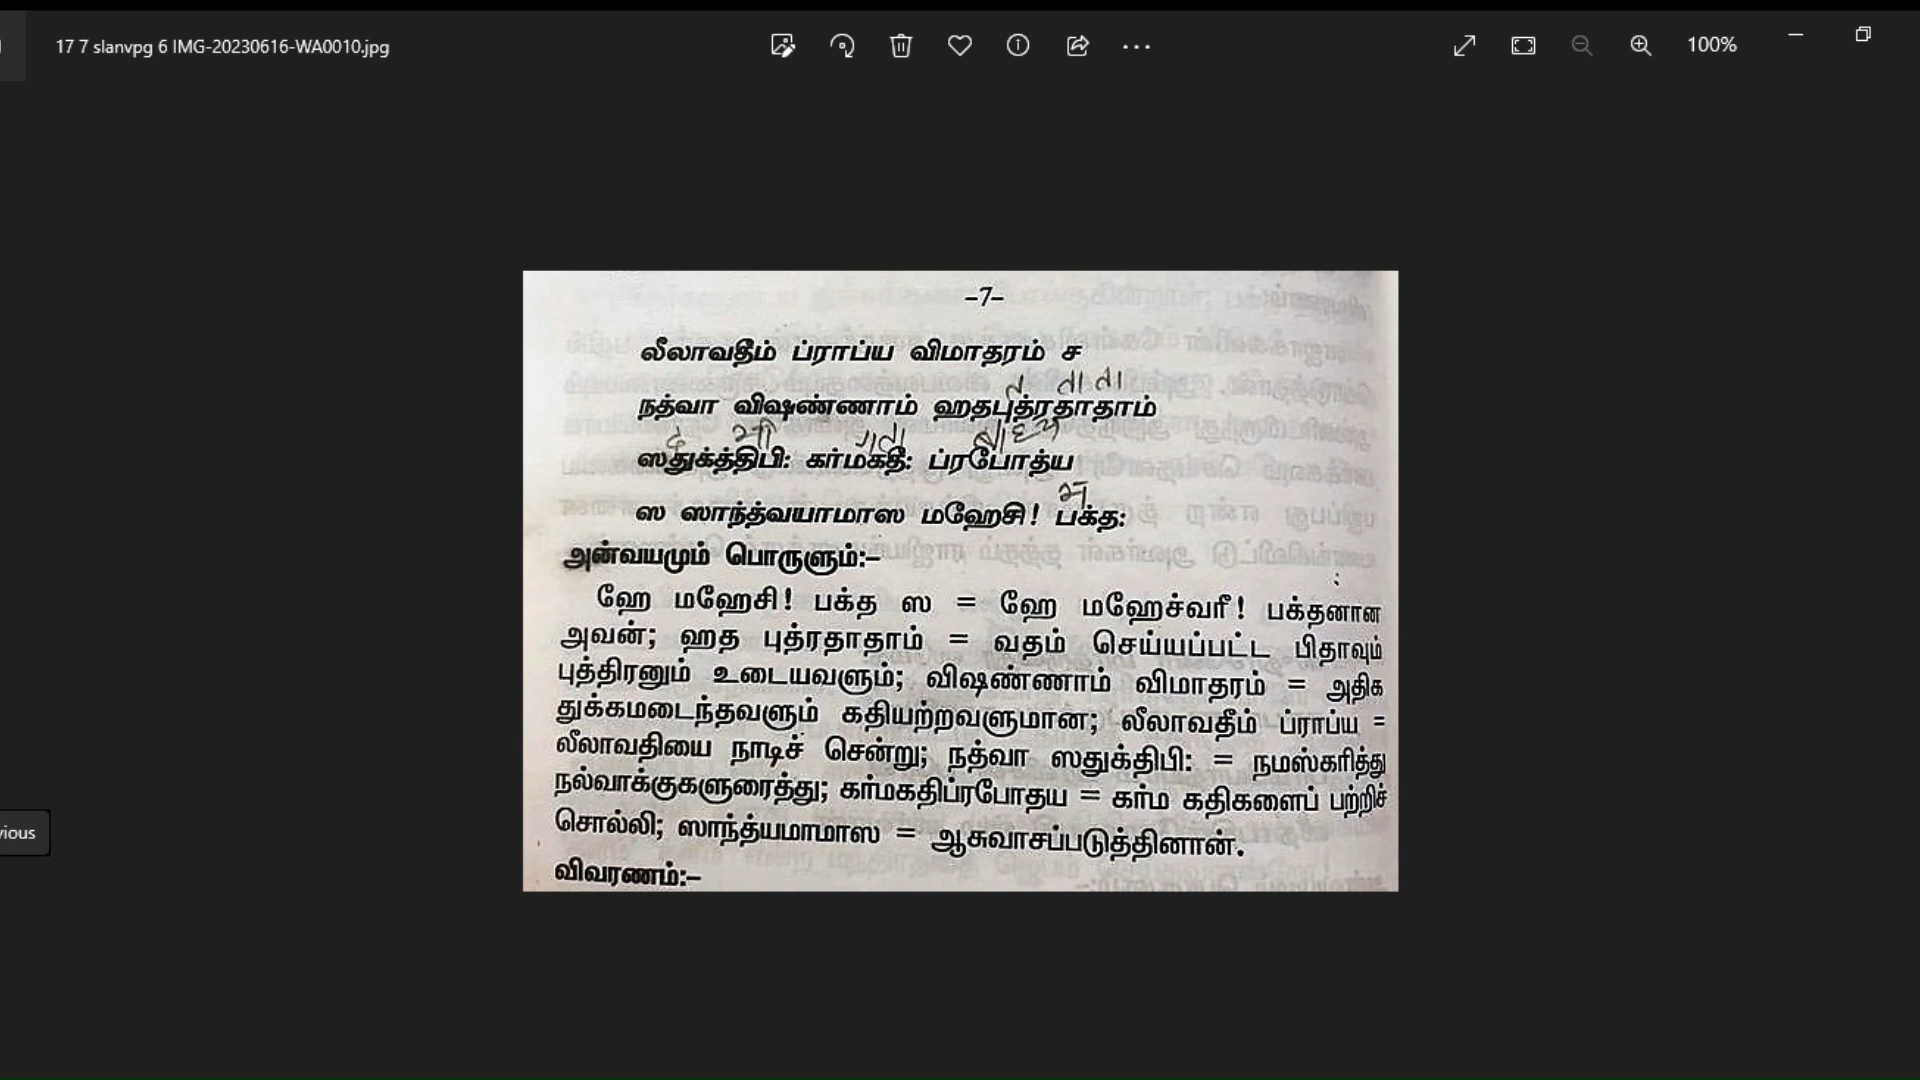 17 7 slanvpg 6 IMG-20230616-WA0010.jpg
100%
–7–
லீலாவதீம் ப்ராப்ய விமாதரம் ச
நத்வா விஷண்ணாம் ஹதபுத்ரதாதாம்
ஸதுக்த்திபி: கர்மகதீ: ப்ரபோத்ய
ஸ ஸாந்த்வயாமாஸ மஹேசி! பக்த:
அன்வயமும் பொருளும்:–
ஹே மஹேசி! பக்த ஸ = ஹே மஹேச்வரீ! பக்தனான
அவன்; ஹத புத்ரதாதாம் = வதம் செய்யப்பட்ட பிதாவும்
புத்திரனும் உடையவளும்; விஷண்ணாம் விமாதரம் = அதிக
துக்கமடைந்தவளும் கதியற்றவளுமான; லீலாவதீம் ப்ராப்ய =
லீலாவதியை நாடிச் சென்று; நத்வா ஸதுக்திபி: = நமஸ்கரித்து
நல்வாக்குகளுரைத்து; கர்மகதிப்ரபோதய = கர்ம கதிகளைப் பற்றிச்
சொல்லி; ஸாந்த்யமாமாஸ = ஆசுவாசப்படுத்தினான்.
vious
விவரணம்:–